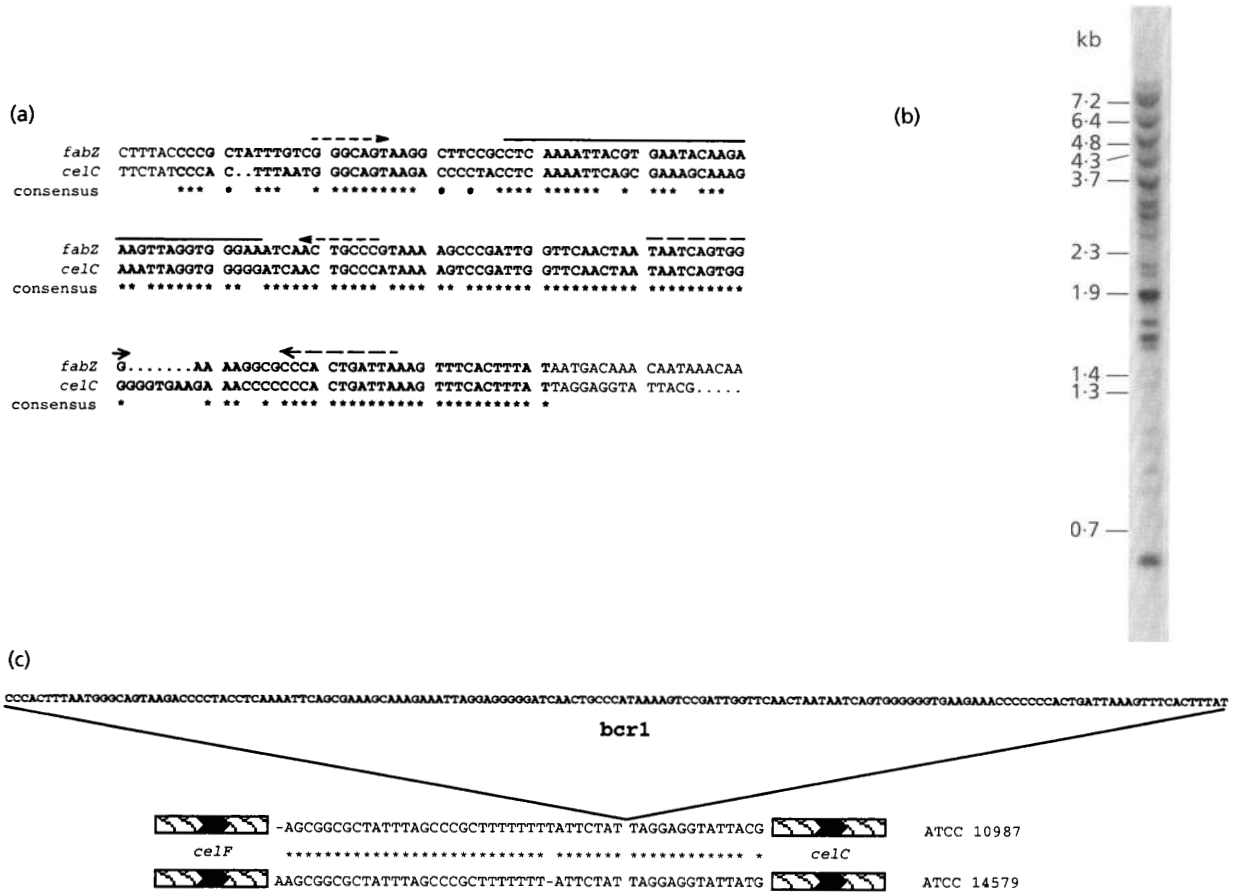 (a)
fabZ CTTTACCCCG CTATTTGTCG GGCAGTAAGG CTTCCGCCTC AAAATTACGT GAATACAAGA
celC TTCTATCCCA C..TTTAATG GGCAGTAAGA CCCCTACCTC AAAATTCAGC GAAAGCAAAG
consensus *** * *** * ********* • • **** ****** * *** ***
fabZ AAGTTAGGTG GGAAATCAAC TGCCCGTAAA AGCCCGATTG GTTCAACTAA TAATCAGTGG
celC AAATTAGGTG GGGGATCAAC TGCCCATAAA AGTCCGATTG GTTCAACTAA TAATCAGTGG
consensus ** ******* ** ****** ***** **** ** ******* ********** **********
fabZ G.......AA AAGGCGCCCA CTGATTAAAG TTTCACTTTA TAATGACAAA CAATAAACAA
celC GGGGTGAAGA AACCCCCCCA CTGATTAAAG TTTCACTTTA TTAGGAGGTA TTACG.....
consensus * * ** * **** ********** ********** *
(b)
kb
7·2
6·4
4·8
4·3
3·7
2·3
1·9
1·4
1·3
0·7
(c)
CCCACTTTAATGGGCAGTAAGACCCCTACCTCAAAATTCAGCGAAAGCAAAGAAATTAGGAGGGGGATCAACTGCCCATAAAAGTCCGATTGGTTCAACTAATAATCAGTGGGGGGTGAAGAAACCCCCCCACTGATTAAAGTTTCACTTTAT
bcr1
-AGCGGCGCTATTTAGCCCGCTTTTTTTTATTCTAT TAGGAGGTATTACG ATCC 10987
celF *************************** ******* ************ * celC
AAGCGGCGCTATTTAGCCCGCTTTTTTT-ATTCTAT TAGGAGGTATTATG ATCC 14579